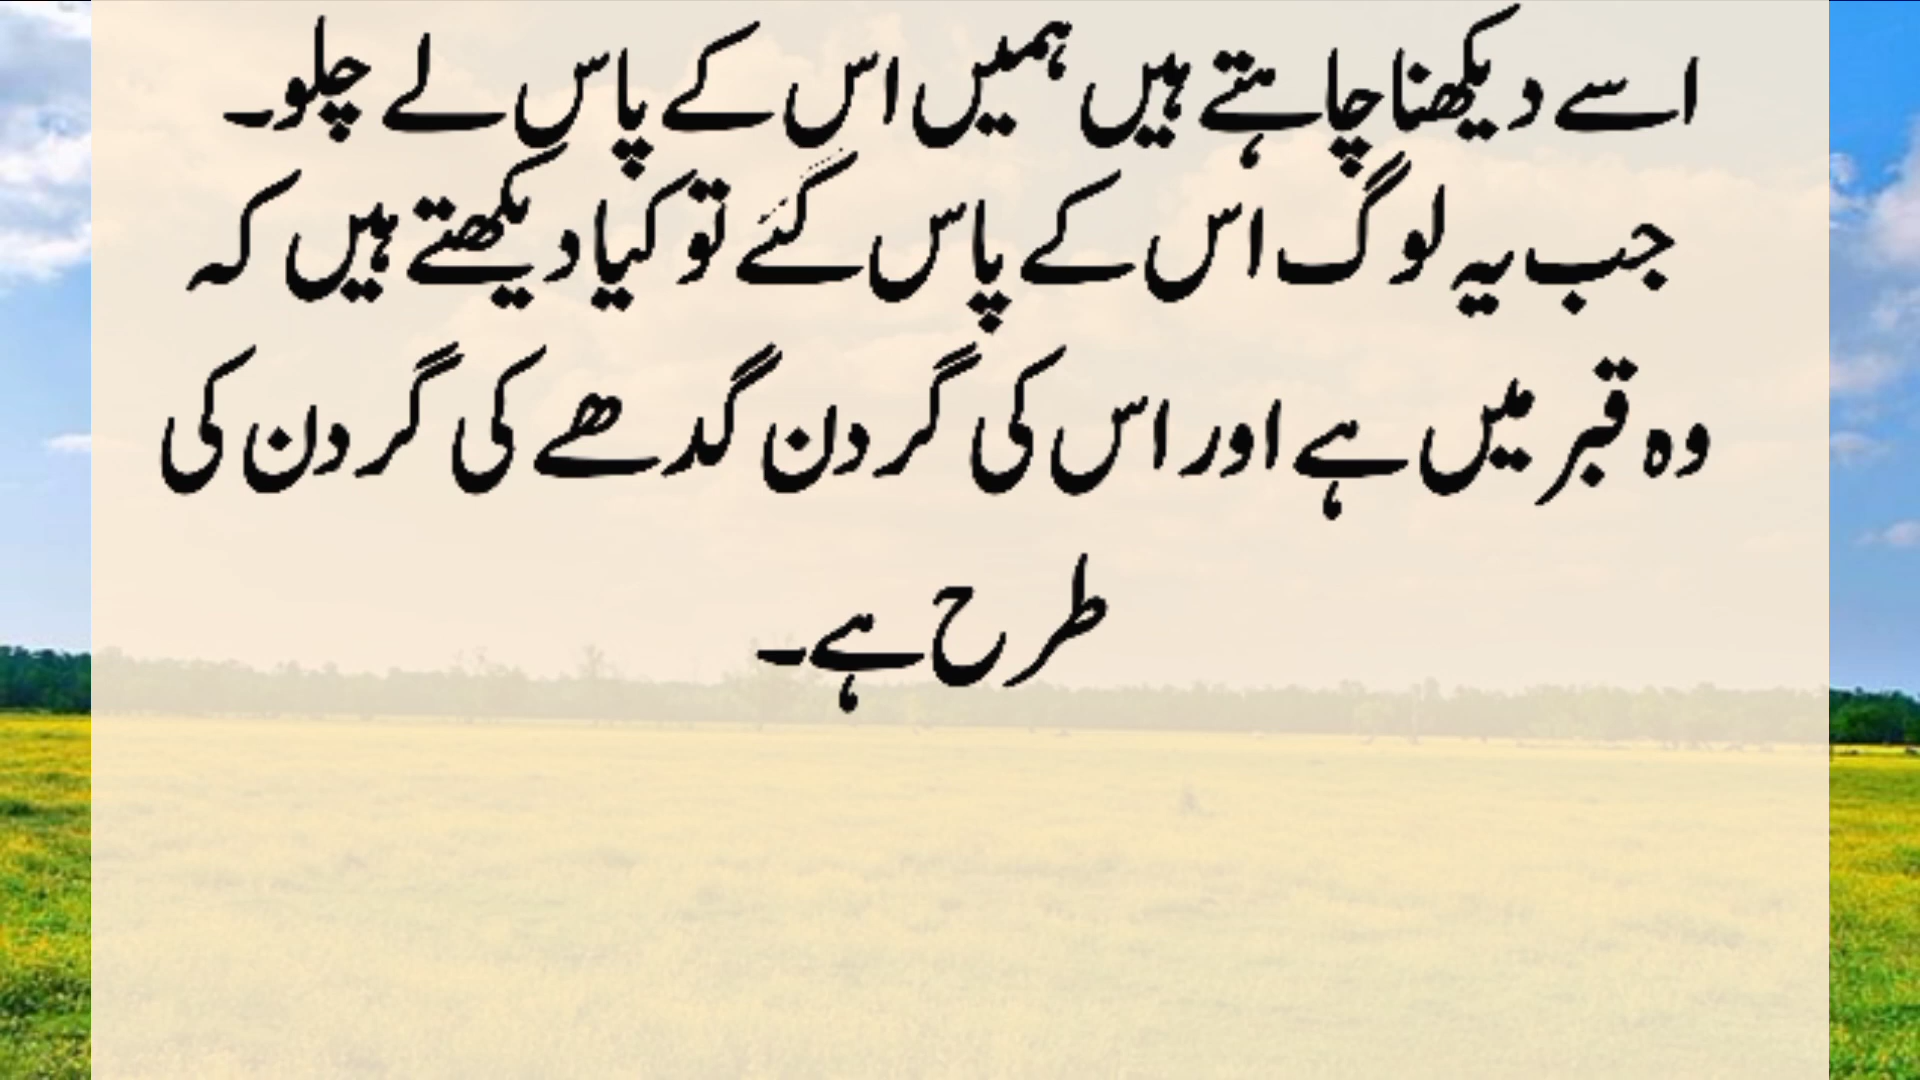 اسے دیکھنا چاہتے ہیں ہمیں اس کے پاس لے چلو۔
جب یہ لوگ اس کے پاس گئے تو کیا دیکھتے ہیں کہ
وہ قبر میں ہے اور اس کی گردن گدھے کی گردن کی
طرح ہے۔